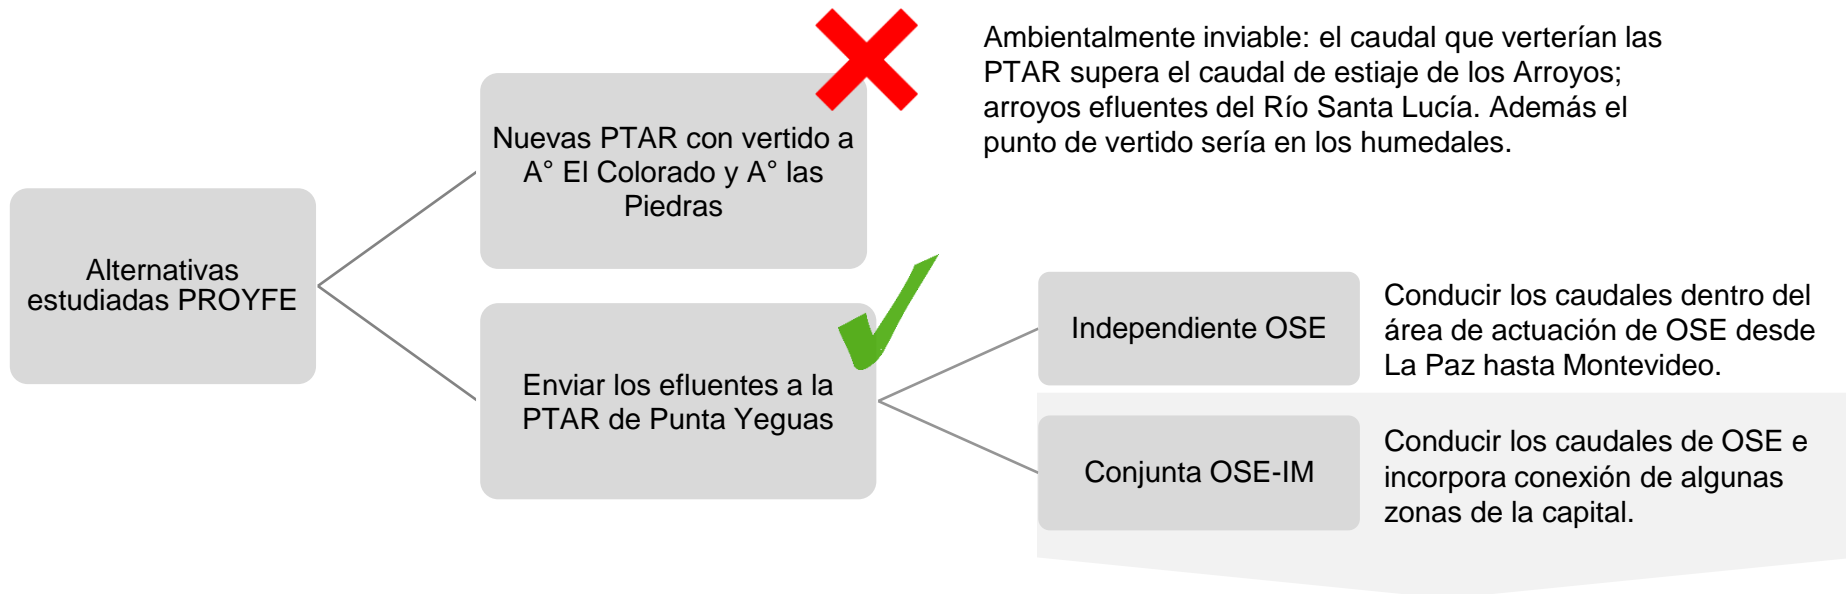 Alternativas
estudiadas PROYFE
Nuevas PTAR con vertido a
A° El Colorado y A° las
Piedras
Ambientalmente inviable: el caudal que verterían las
PTAR supera el caudal de estiaje de los Arroyos;
arroyos efluentes del Río Santa Lucía. Además el
punto de vertido sería en los humedales.
Enviar los efluentes a la
PTAR de Punta Yeguas
Independiente OSE
Conducir los caudales dentro del
área de actuación de OSE desde
La Paz hasta Montevideo.
Conjunta OSE-IM
Conducir los caudales de OSE e
incorpora conexión de algunas
zonas de la capital.